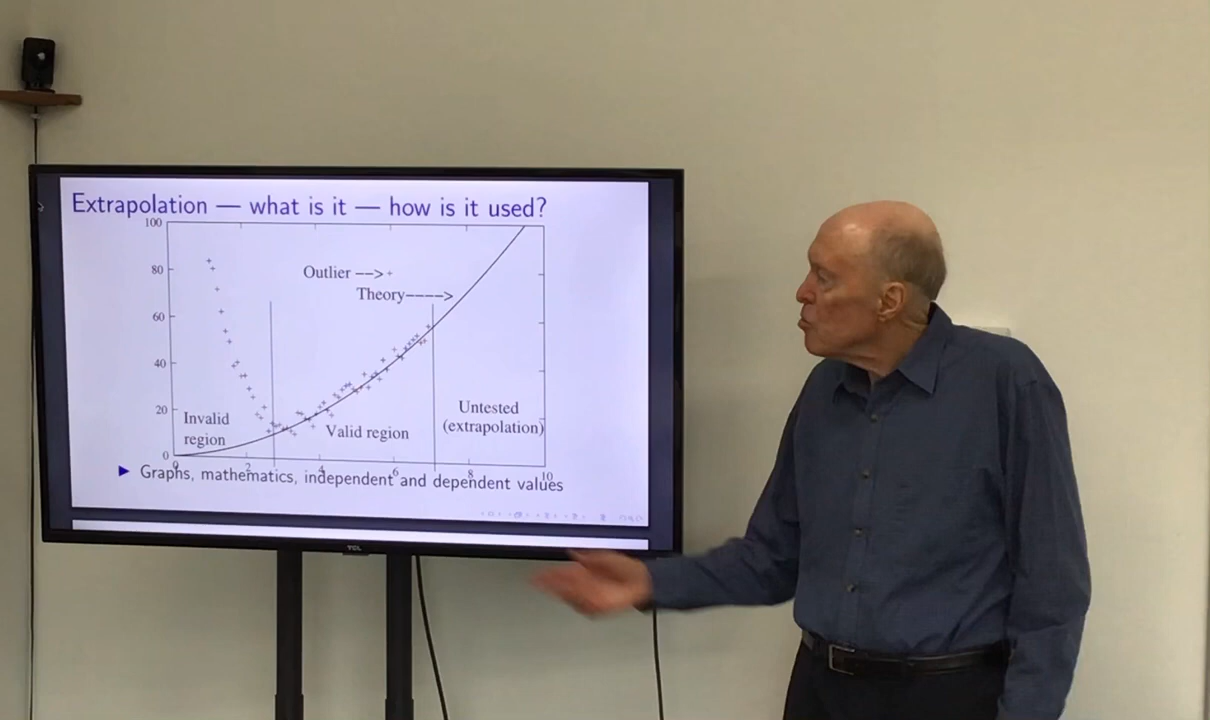 Extrapolation — what is it — how is it used?
100
80
60
40
20
0
Outlier -->+
Theory---->
Invalid
region
Valid region
Untested
(extrapolation)
0 2 4 6 8 10
▶ Graphs, mathematics, independent and dependent values
TCL